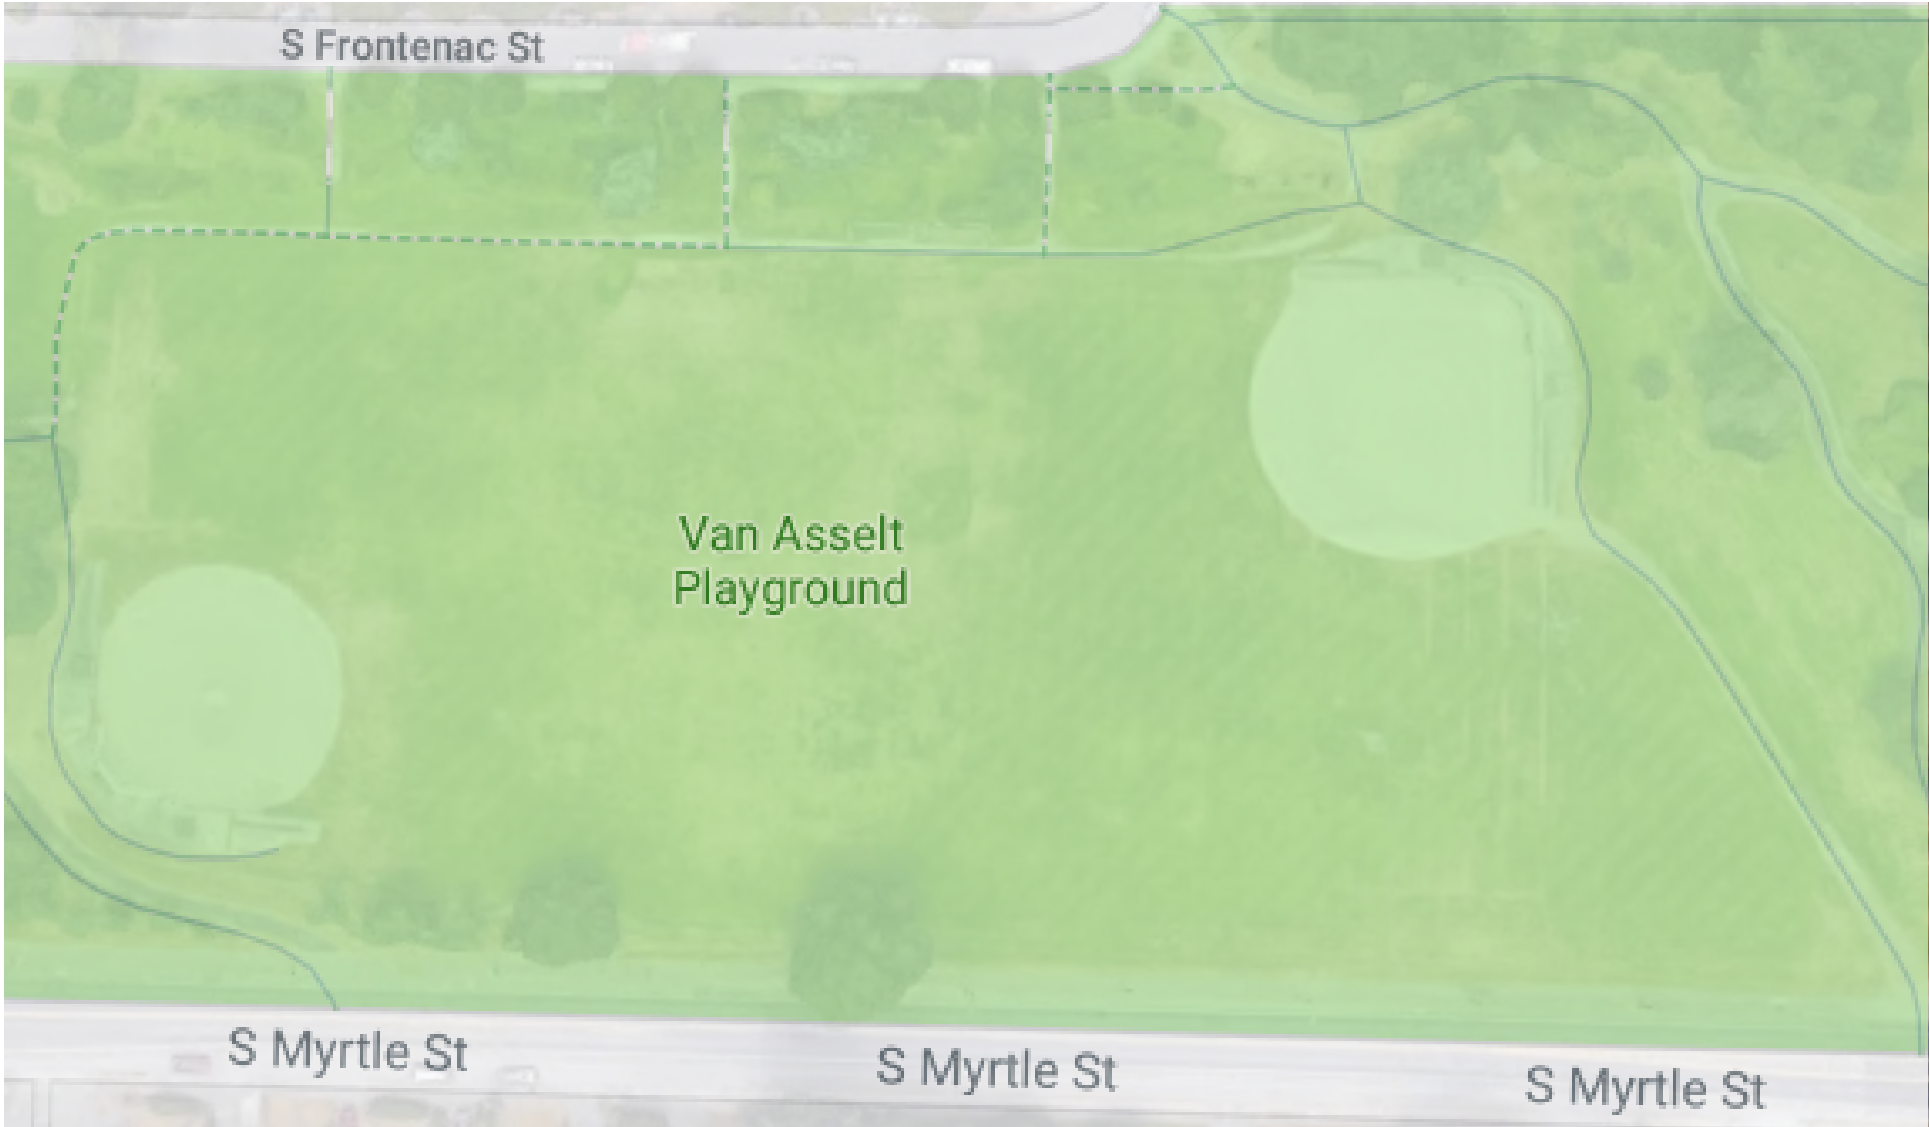 S Frontenac St
Van Asselt
Playground
S Myrtle St
S Myrtle St
S Myrtle St